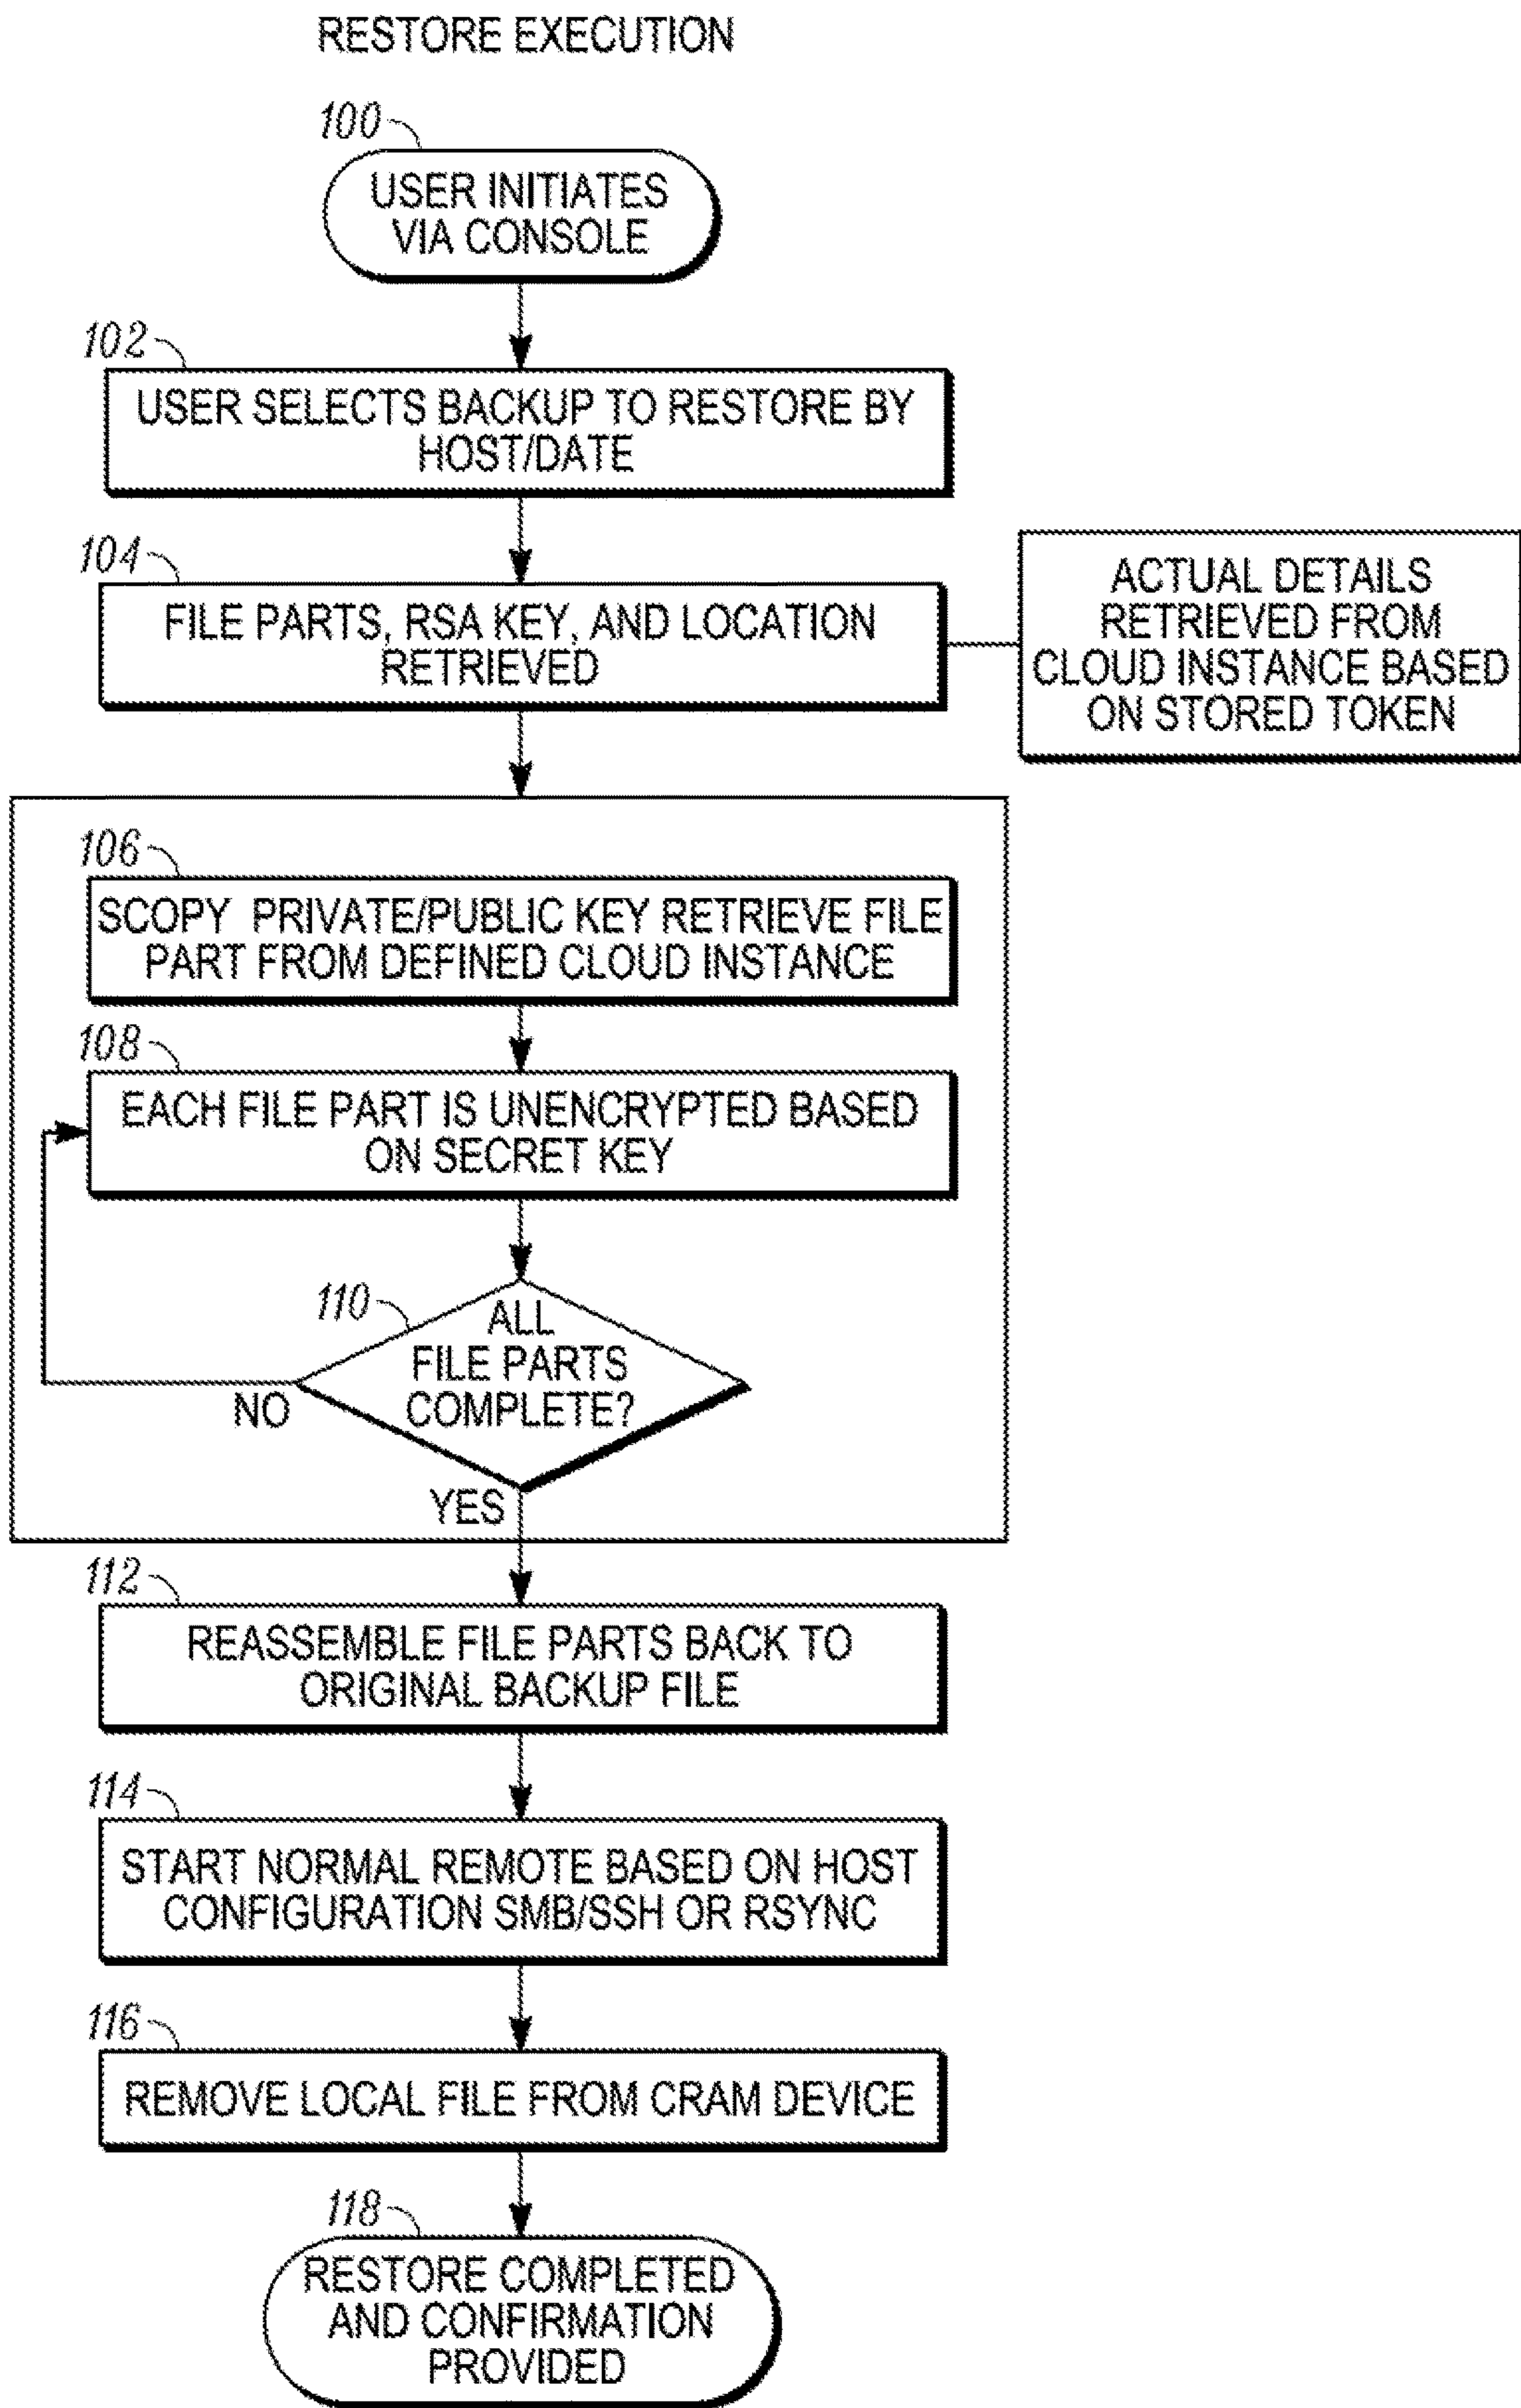 RESTORE EXECUTION
100
USER INITIATES
VIA CONSOLE
102
USER SELECTS BACKUP TO RESTORE BY
HOST/DATE
104
FILE PARTS, RSA KEY, AND LOCATION
RETRIEVED
ACTUAL DETAILS
RETRIEVED FROM
CLOUD INSTANCE BASED
ON STORED TOKEN
106
SCOPY PRIVATE/PUBLIC KEY RETRIEVE FILE
PART FROM DEFINED CLOUD INSTANCE
108
EACH FILE PART IS UNENCRYPTED BASED
ON SECRET KEY
110
ALL
FILE PARTS
COMPLETE?
NO
YES
112
REASSEMBLE FILE PARTS BACK TO
ORIGINAL BACKUP FILE
114
START NORMAL REMOTE BASED ON HOST
CONFIGURATION SMB/SSH OR RSYNC
116
REMOVE LOCAL FILE FROM CRAM DEVICE
118
RESTORE COMPLETED
AND CONFIRMATION
PROVIDED